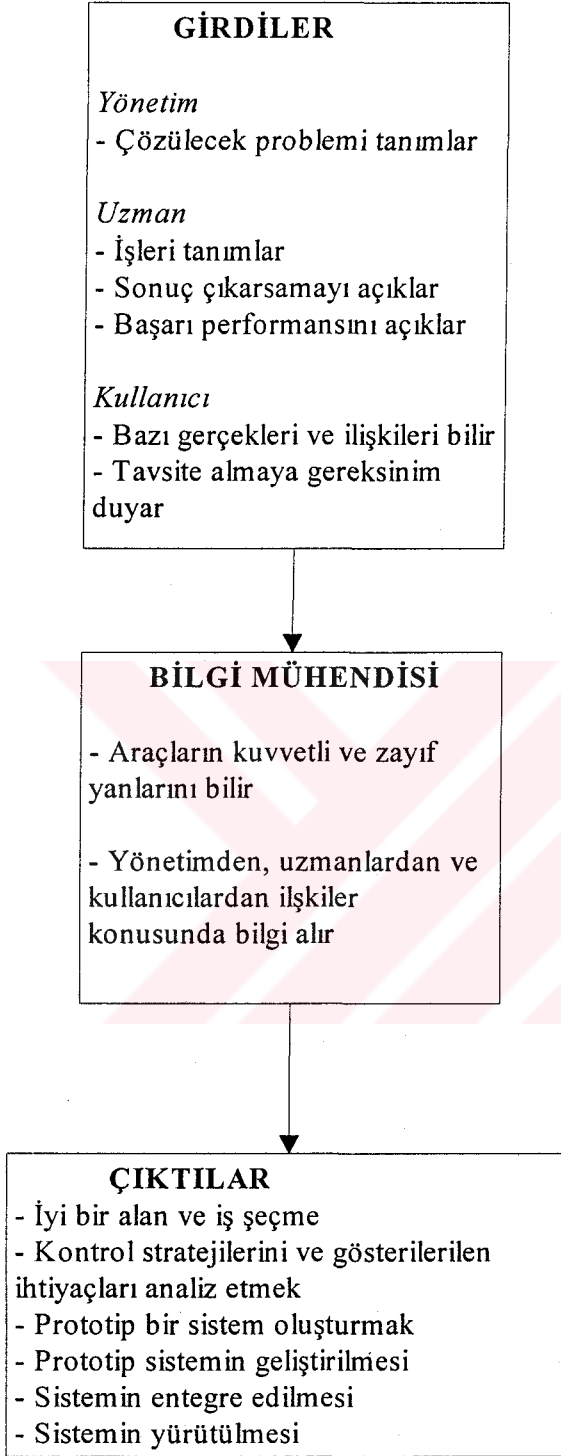 GİRDİLER
Yönetim
- Çözülecek problemi tanımlar
Uzman
- İşleri tanımlar
- Sonuç çıkarsamayı açıklar
- Başarı performansını açıklar
Kullanıcı
- Bazı gerçekleri ve ilişkileri bilir
- Tavsite almaya gereksinim
duyar
BİLGİ MÜHENDİSİ
- Araçların kuvvetli ve zayıf
yanlarını bilir
- Yönetimden, uzmanlardan ve
kullanıcılardan ilşkiler
konusunda bilgi alır
ÇIKTILAR
- İyi bir alan ve iş şeçme
- Kontrol stratejilerini ve gösterilerilen
ihtiyaçları analiz etmek
- Prototip bir sistem oluşturmak
- Prototip sistemin geliştirilmesi
- Sistemin entegre edilmesi
- Sistemin yürütülmesi